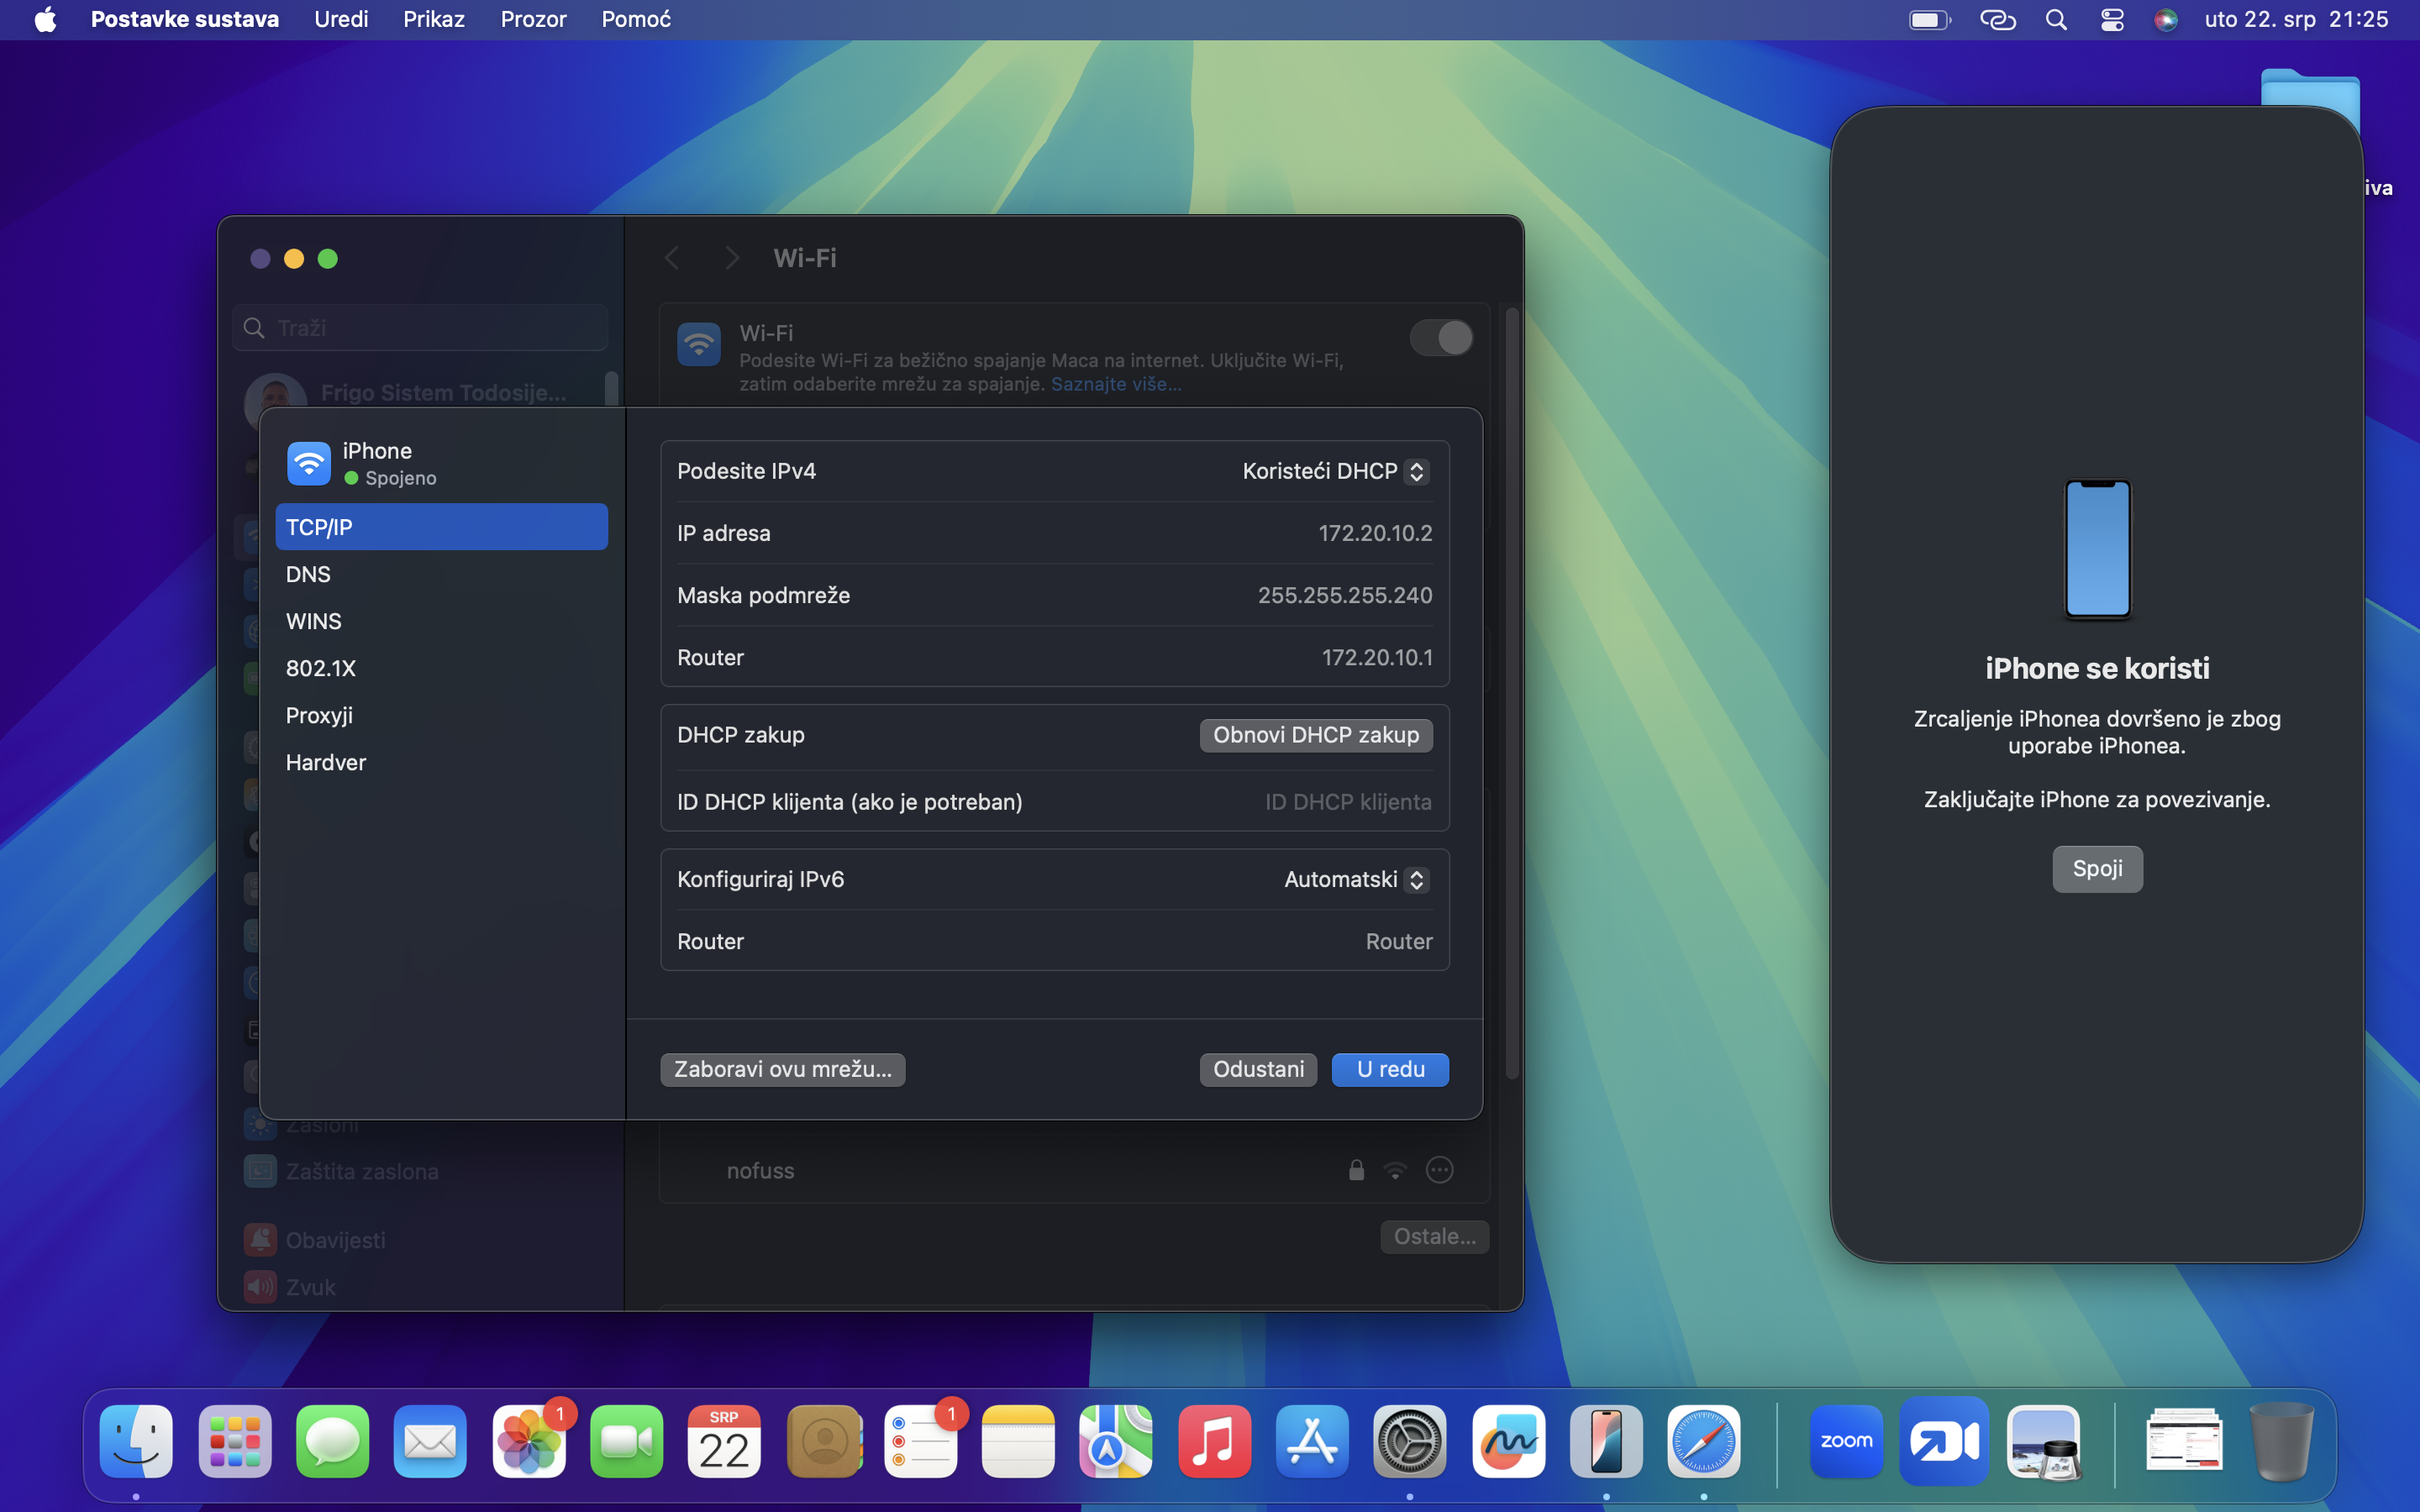 Postavke sustava Uredi Prikaz Prozor Pomoć
uto 22. srp 21:25
iva
Wi-Fi
Traži
Frigo Sistem Todosije...
Wi-Fi
Podesite Wi-Fi za bežično spajanje Maca na internet. Uključite Wi-Fi,
zatim odaberite mrežu za spajanje. Saznajte više...
iPhone
Spojeno
TCP/IP
DNS
WINS
802.1X
Proxyji
Hardver
Podesite IPv4 Koristeći DHCP
IP adresa 172.20.10.2
Maska podmreže 255.255.255.240
Router 172.20.10.1
DHCP zakup Obnovi DHCP zakup
ID DHCP klijenta (ako je potreban) ID DHCP klijenta
Konfiguriraj IPv6 Automatski
Router Router
Zaboravi ovu mrežu... Odustani U redu
Zasloni
Zaštita zaslona
Obavijesti
Zvuk
nofuss
Ostale...
iPhone se koristi
Zrcaljenje iPhonea dovršeno je zbog
uporabe iPhonea.
Zaključajte iPhone za povezivanje.
Spoji
1
SRP
22
1
zoom